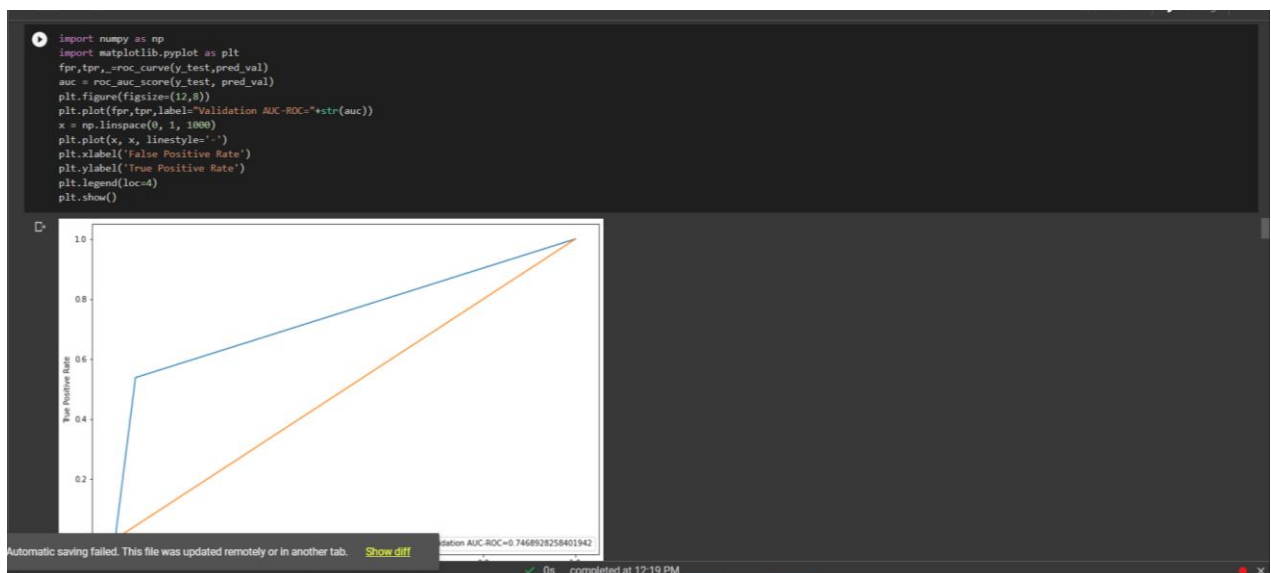 import numpy as np
import matplotlib.pyplot as plt
fpr,tpr,_=roc_curve(y_test,pred_val)
auc = roc_auc_score(y_test, pred_val)
plt.figure(figsize=(12,8))
plt.plot(fpr,tpr,label="Validation AUC-ROC="+str(auc))
x = np.linspace(0, 1, 1000)
plt.plot(x, x, linestyle='-')
plt.xlabel('False Positive Rate')
plt.ylabel('True Positive Rate')
plt.legend(loc=4)
plt.show()
1.0
0.8
0.6
0.4
0.2
True Positive Rate
dation AUC-ROC=0.7468928258401942
Automatic saving failed. This file was updated remotely or in another tab. Show diff
0s completed at 12:19 PM